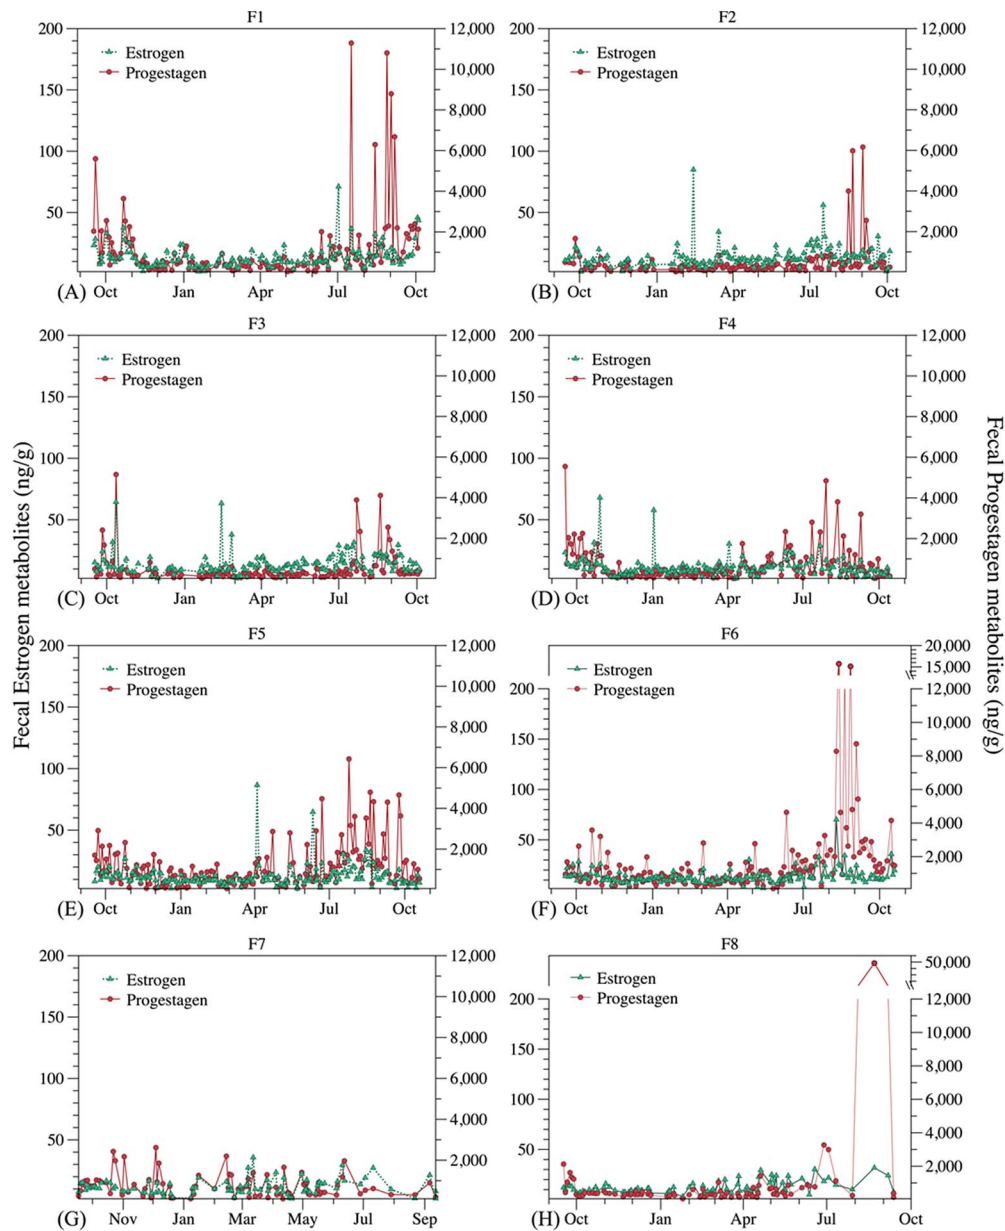 F1
F2
200
150
100
50
12,000
10,000
8,000
6,000
4,000
2,000
Estrogen
Progestagen
(A)
Oct
Jan
Apr
Jul
Oct
200
150
100
50
12,000
10,000
8,000
6,000
4,000
2,000
Estrogen
Progestagen
(B)
Oct
Jan
Apr
Jul
Oct
F3
F4
200
150
100
50
12,000
10,000
8,000
6,000
4,000
2,000
Estrogen
Progestagen
(C)
Oct
Jan
Apr
Jul
Oct
200
150
100
50
12,000
10,000
8,000
6,000
4,000
2,000
Estrogen
Progestagen
(D)
Oct
Jan
Apr
Jul
Oct
Fecal Estrogen metabolites (ng/g)
Fecal Progestagen metabolites (ng/g)
F5
F6
200
150
100
50
12,000
10,000
8,000
6,000
4,000
2,000
Estrogen
Progestagen
(E)
Oct
Jan
Apr
Jul
Oct
200
150
100
50
20,000
15,000
12,000
10,000
8,000
6,000
4,000
2,000
Estrogen
Progestagen
(F)
Oct
Jan
Apr
Jul
Oct
F7
F8
200
150
100
50
12,000
10,000
8,000
6,000
4,000
2,000
Estrogen
Progestagen
(G)
Nov
Jan
Mar
May
Jul
Sep
200
150
100
50
50,000
12,000
10,000
8,000
6,000
4,000
2,000
Estrogen
Progestagen
(H)
Oct
Jan
Apr
Jul
Oct